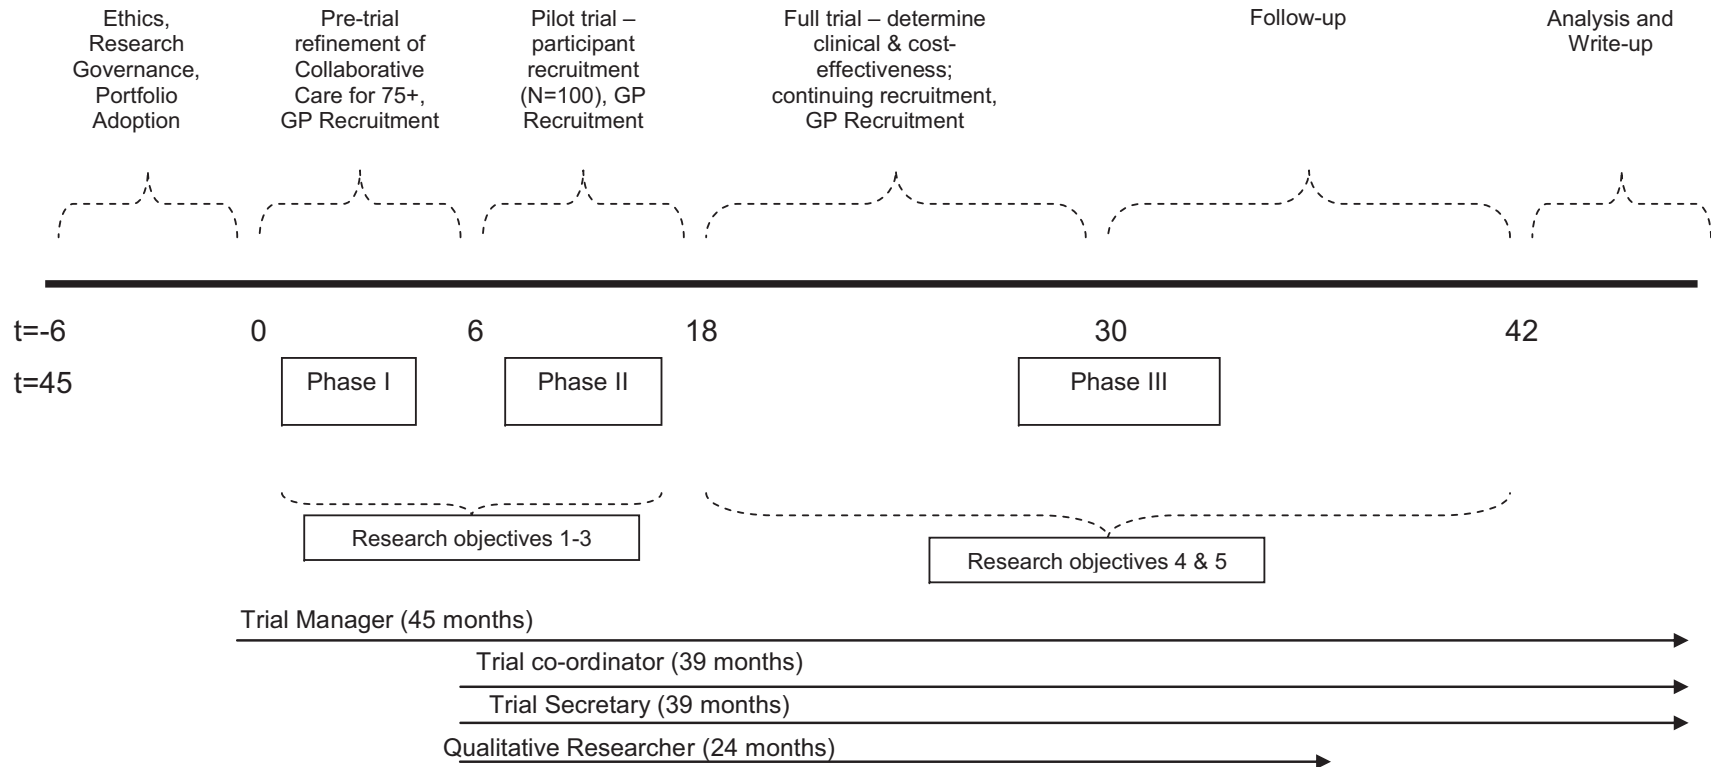 Ethics,
Research
Governance,
Portfolio
Adoption
Pre-trial
refinement of
Collaborative
Care for 75+,
GP Recruitment
Pilot trial –
participant
recruitment
(N=100), GP
Recruitment
Full trial – determine
clinical & cost-
effectiveness;
continuing recruitment,
GP Recruitment
Follow-up
Analysis and
Write-up
t=-6 0 6 18 30 42
t=45
Phase I
Phase II
Phase III
Research objectives 1-3
Research objectives 4 & 5
Trial Manager (45 months)
Trial co-ordinator (39 months)
Trial Secretary (39 months)
Qualitative Researcher (24 months)